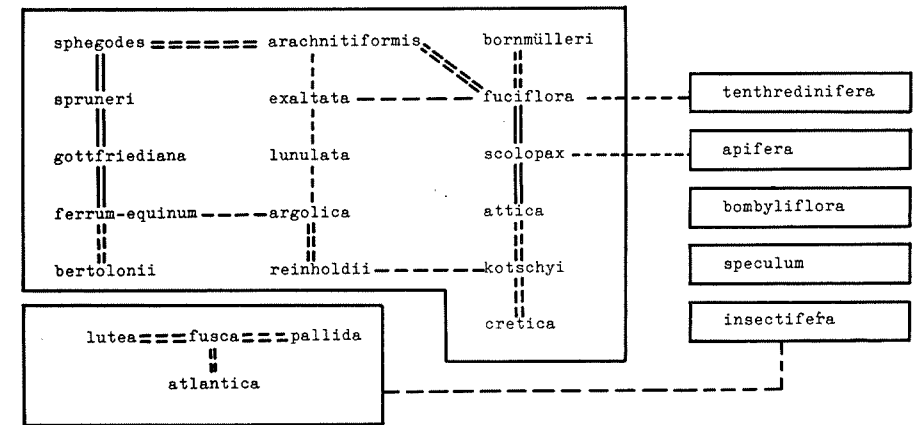 sphegodes arachnitiformis bornmülleri
spruneri exaltata fuciflora tenthredinifera
gottfriediana lunulata scolopax apifera
ferrum-equinum argolica attica bombyliflora
bertolonii reinholdii kotschyi speculum
cretica insectifera
lutea fusca pallida
atlantica